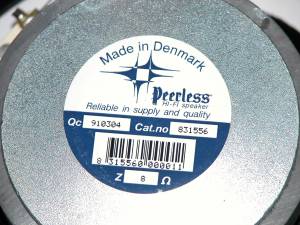 Made in Denmark
Peerless
HI-FI speaker
Reliable in supply and quality
Qc 910304 Cat.no 831556
8 315560 000011
Z 8 Ω